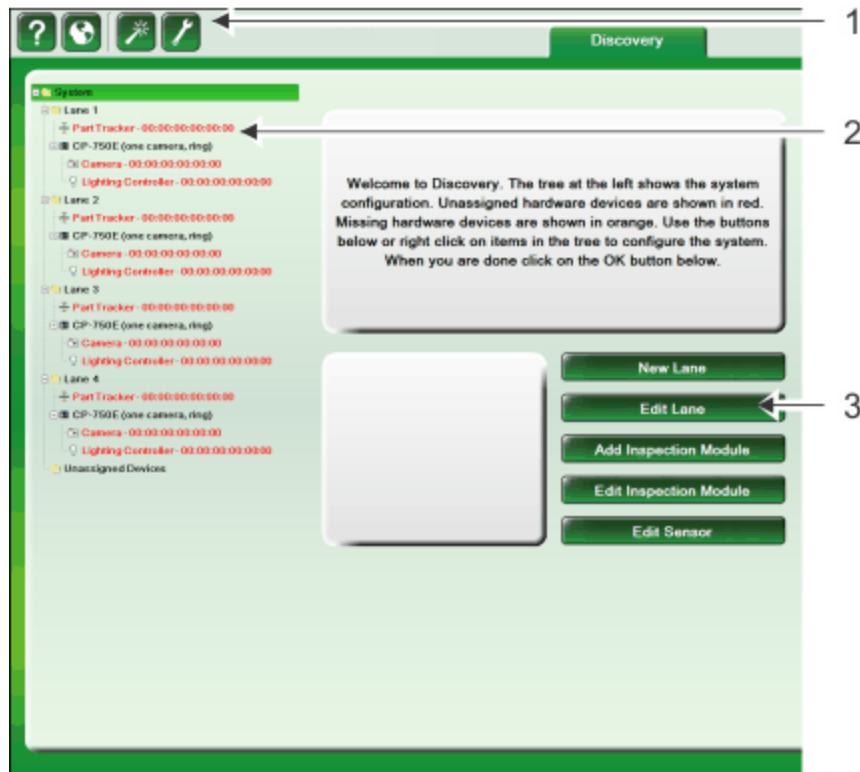 ?
1
Discovery
System
Lane 1
Part Tracker - 00:00:00:00:00:00
2
CP-750E (one camera, ring)
Camera - 00:00:00:00:00:00
Lighting Controller - 00:00:00:00:00:00
Lane 2
Part Tracker - 00:00:00:00:00:00
CP-750E (one camera, ring)
Camera - 00:00:00:00:00:00
Lighting Controller - 00:00:00:00:00:00
Lane 3
Part Tracker - 00:00:00:00:00:00
CP-750E (one camera, ring)
Camera - 00:00:00:00:00:00
Lighting Controller - 00:00:00:00:00:00
Lane 4
Part Tracker - 00:00:00:00:00:00
CP-750E (one camera, ring)
Camera - 00:00:00:00:00:00
Lighting Controller - 00:00:00:00:00:00
Unassigned Devices
Welcome to Discovery. The tree at the left shows the system
configuration. Unassigned hardware devices are shown in red.
Missing hardware devices are shown in orange. Use the buttons
below or right click on items in the tree to configure the system.
When you are done click on the OK button below.
New Lane
Edit Lane
3
Add Inspection Module
Edit Inspection Module
Edit Sensor